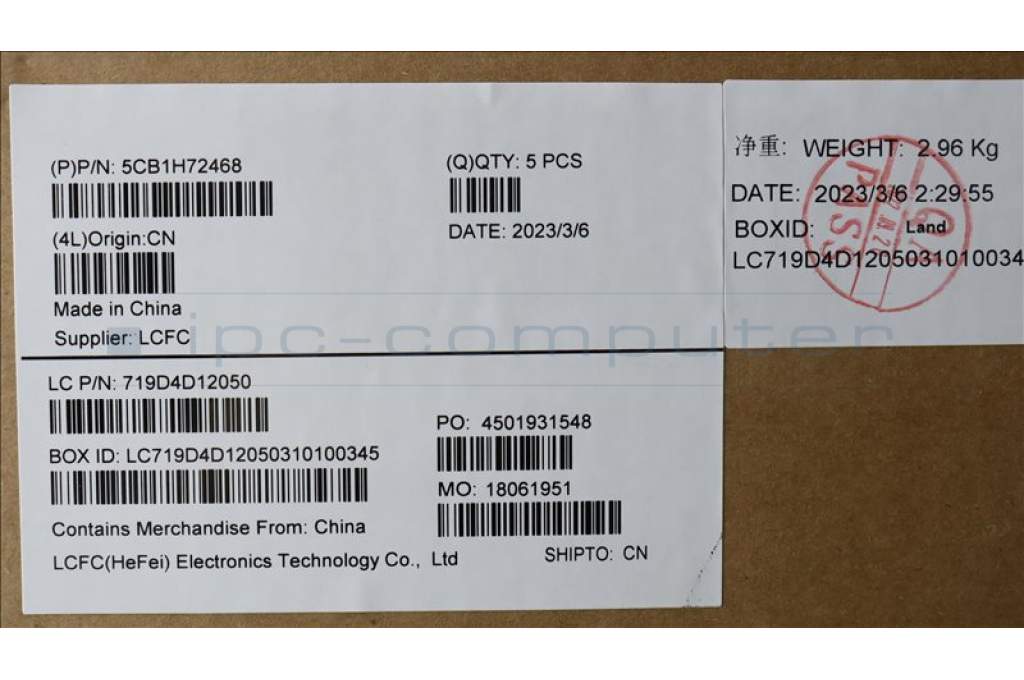 (P)P/N: 5CB1H72468
(Q)QTY: 5 PCS
(4L)Origin:CN
DATE: 2023/3/6
Made in China
Supplier: LCFC
LC P/N: 719D4D12050
PO: 4501931548
BOX ID: LC719D4D12050310100345
MO: 18061951
Contains Merchandise From: China
LCFC(HeFei) Electronics Technology Co., Ltd
SHIPTO: CN
净重: WEIGHT: 2.96 Kg
DATE: 2023/3/6 2:29:55
BOXID: Land
LC719D4D1205031010034
PASS
ipc-computer